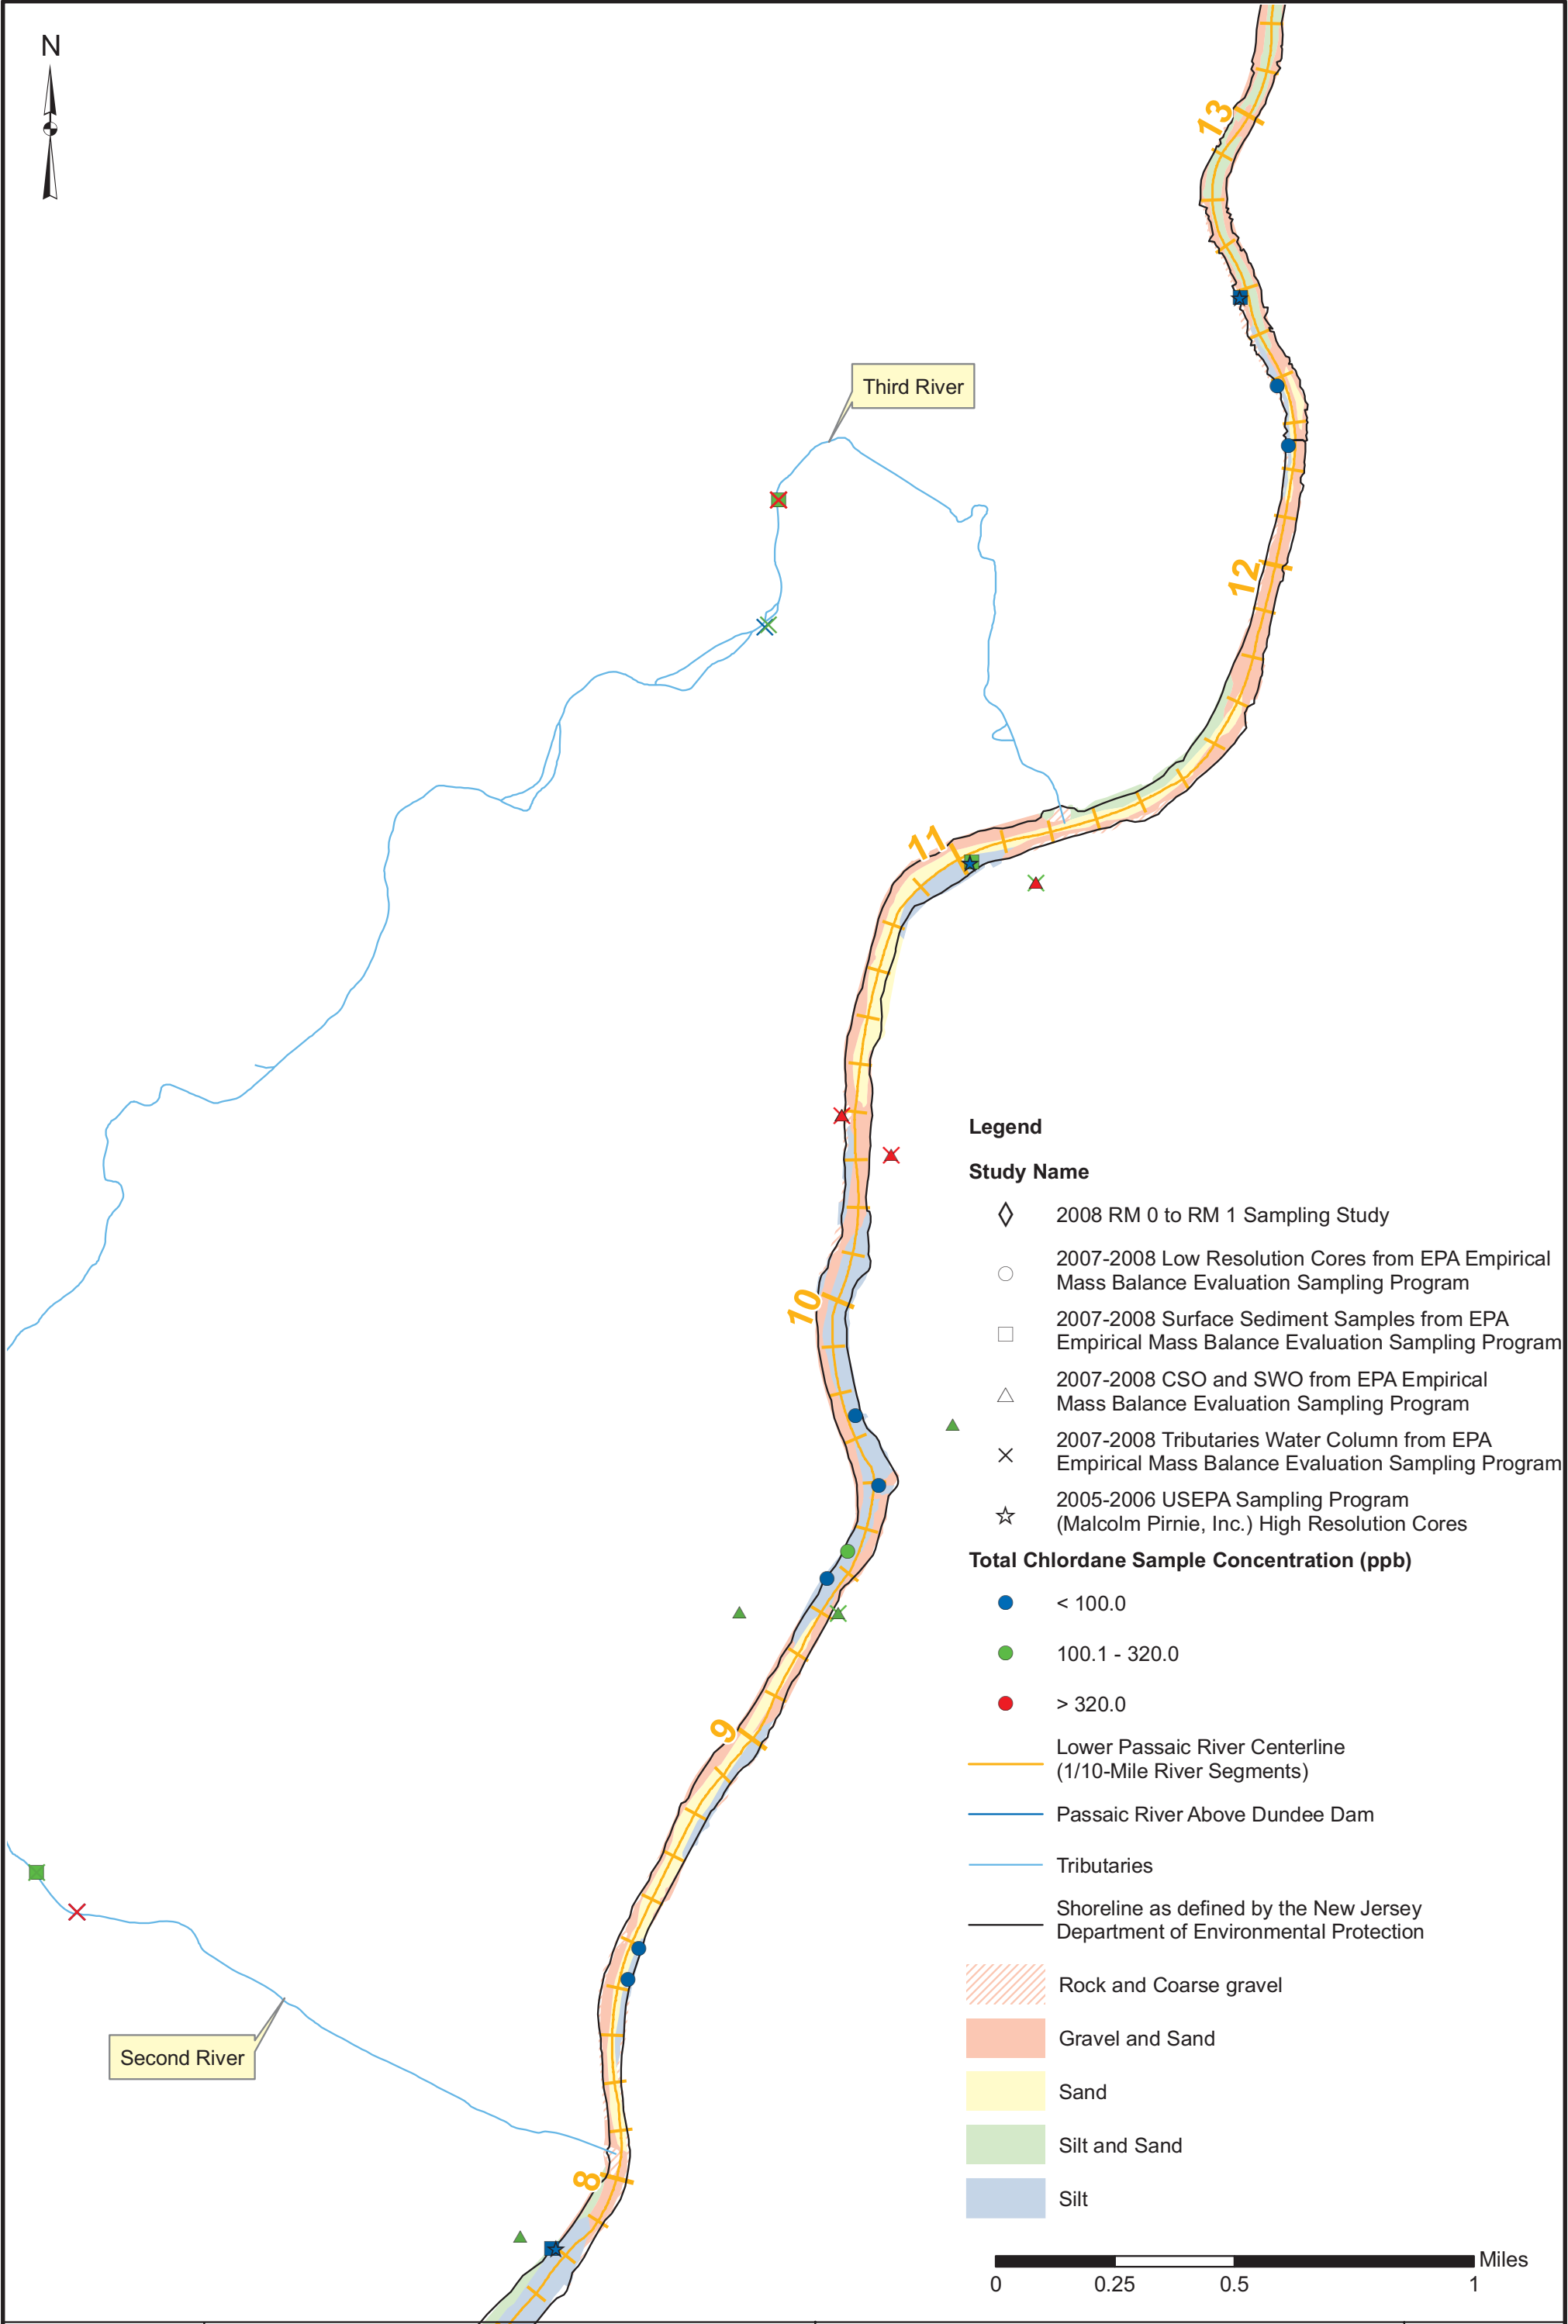 N
13
Third River
12
11
10
9
Second River
8
Legend
Study Name
2008 RM 0 to RM 1 Sampling Study
2007-2008 Low Resolution Cores from EPA Empirical
Mass Balance Evaluation Sampling Program
2007-2008 Surface Sediment Samples from EPA
Empirical Mass Balance Evaluation Sampling Program
2007-2008 CSO and SWO from EPA Empirical
Mass Balance Evaluation Sampling Program
2007-2008 Tributaries Water Column from EPA
Empirical Mass Balance Evaluation Sampling Program
2005-2006 USEPA Sampling Program
(Malcolm Pirnie, Inc.) High Resolution Cores
Total Chlordane Sample Concentration (ppb)
< 100.0
100.1 - 320.0
> 320.0
Lower Passaic River Centerline
(1/10-Mile River Segments)
Passaic River Above Dundee Dam
Tributaries
Shoreline as defined by the New Jersey
Department of Environmental Protection
Rock and Coarse gravel
Gravel and Sand
Sand
Silt and Sand
Silt
Miles
0 0.25 0.5 1